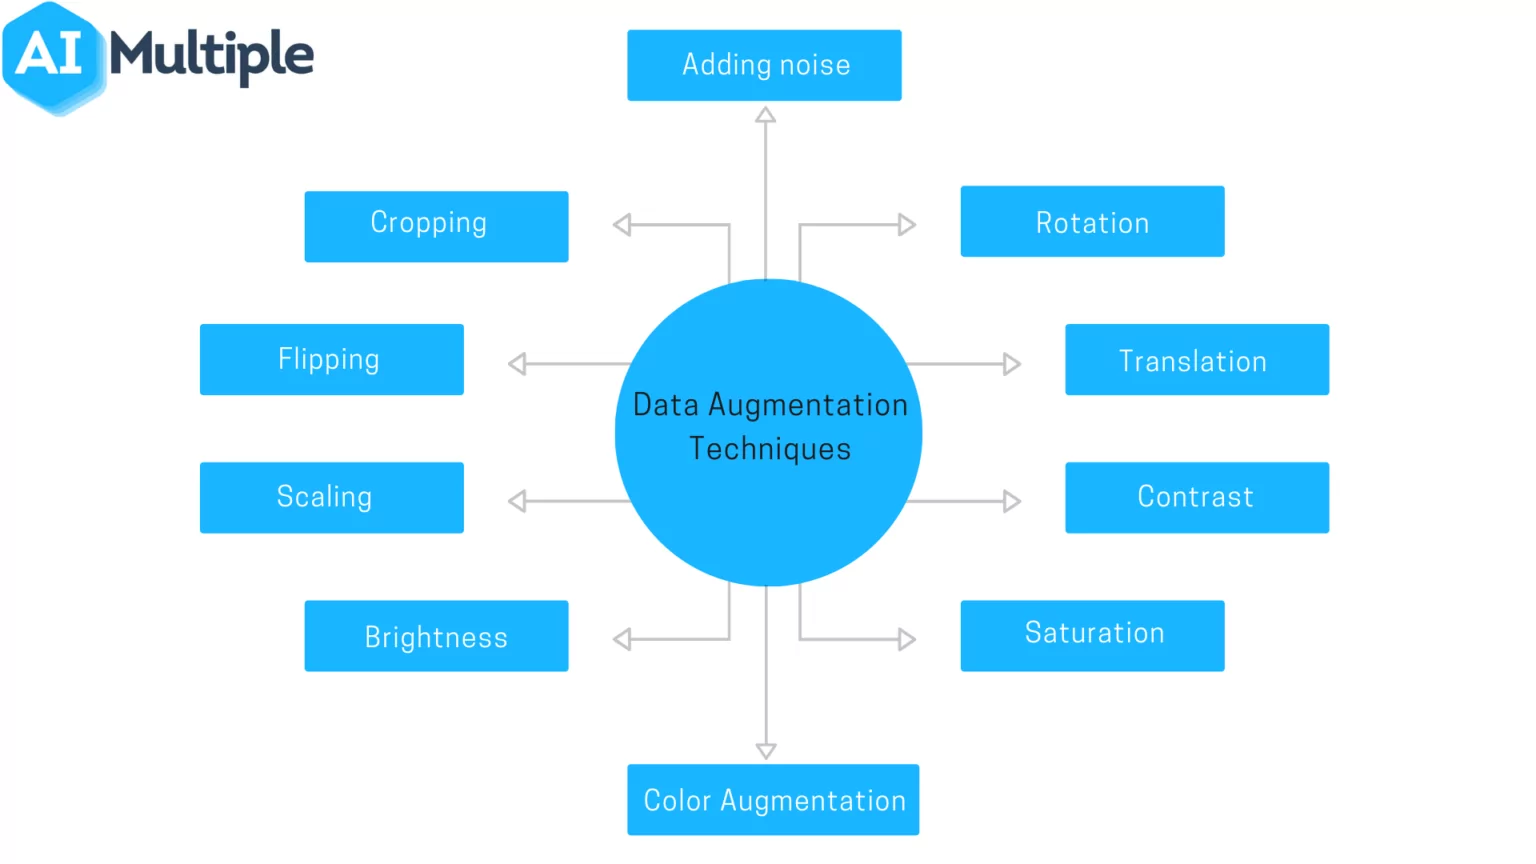 AI Multiple
Adding noise
Cropping
Rotation
Flipping
Translation
Data Augmentation
Techniques
Scaling
Contrast
Brightness
Saturation
Color Augmentation